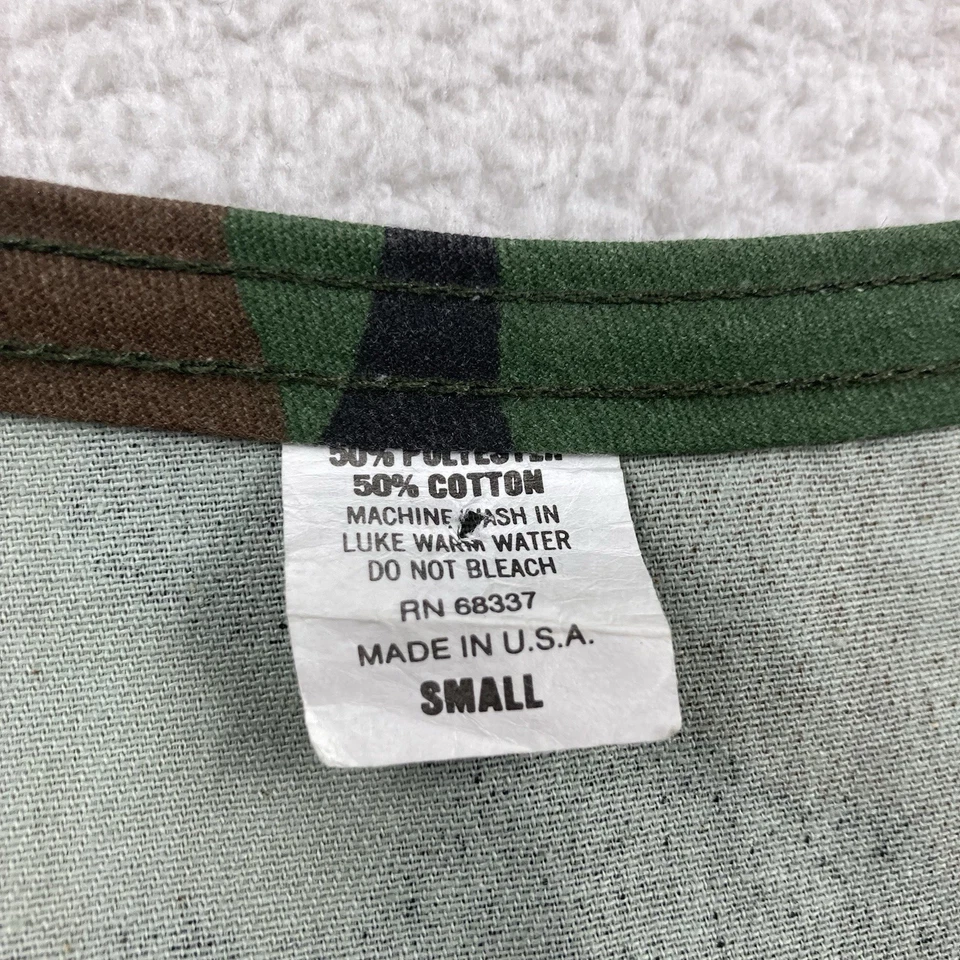 50% POLYESTER
50% COTTON
MACHINE WASH IN
LUKE WARM WATER
DO NOT BLEACH
RN 68337
MADE IN U.S.A.
SMALL